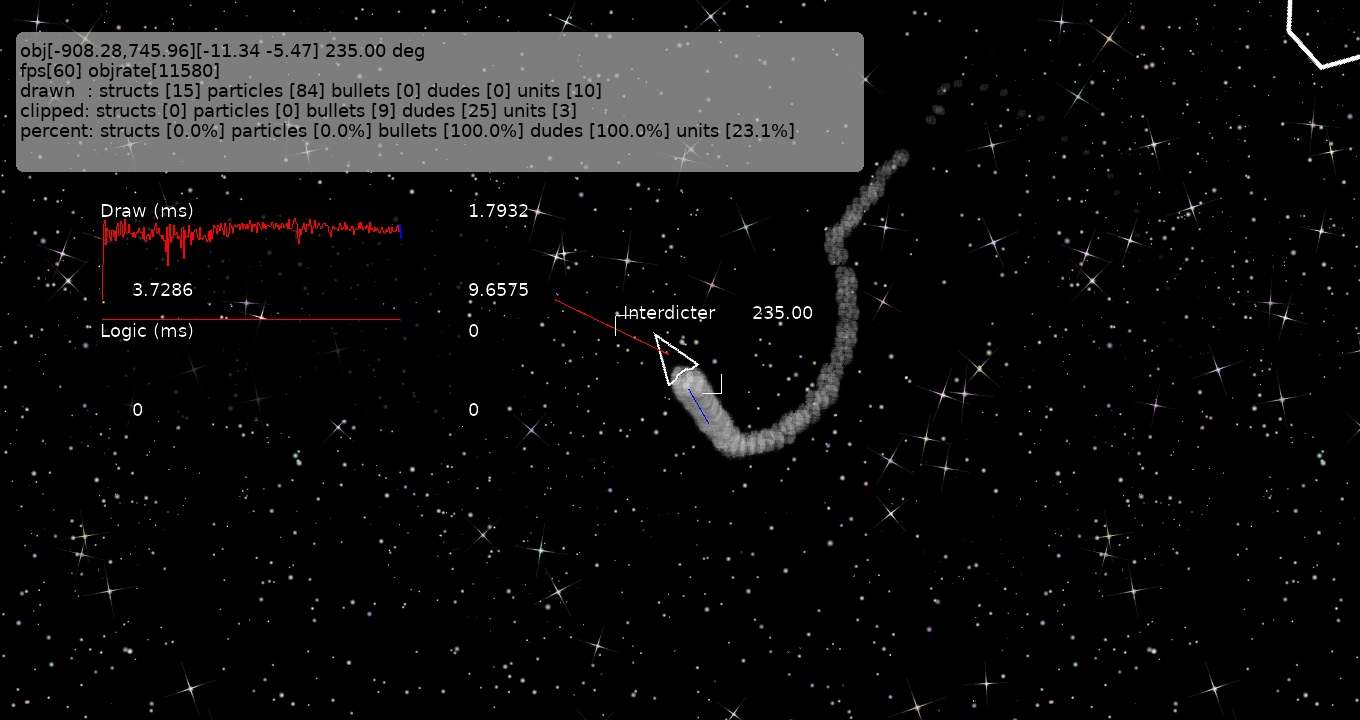 obj[-908.28,745.96][-11.34 -5.47] 235.00 deg
fps[60] objrate[11580]
drawn  : structs [15] particles [84] bullets [0] dudes [0] units [10]
clipped: structs [0] particles [0] bullets [9] dudes [25] units [3]
percent: structs [0.0%] particles [0.0%] bullets [100.0%] dudes [100.0%] units [23.1%]
Draw (ms) 1.7932
3.7286 9.6575
Interdicter 235.00
Logic (ms) 0
0 0